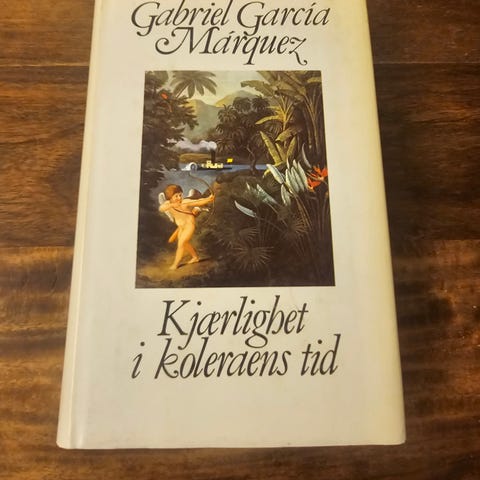 Gabriel García
Márquez
Kjærlighet
i koleraens tid